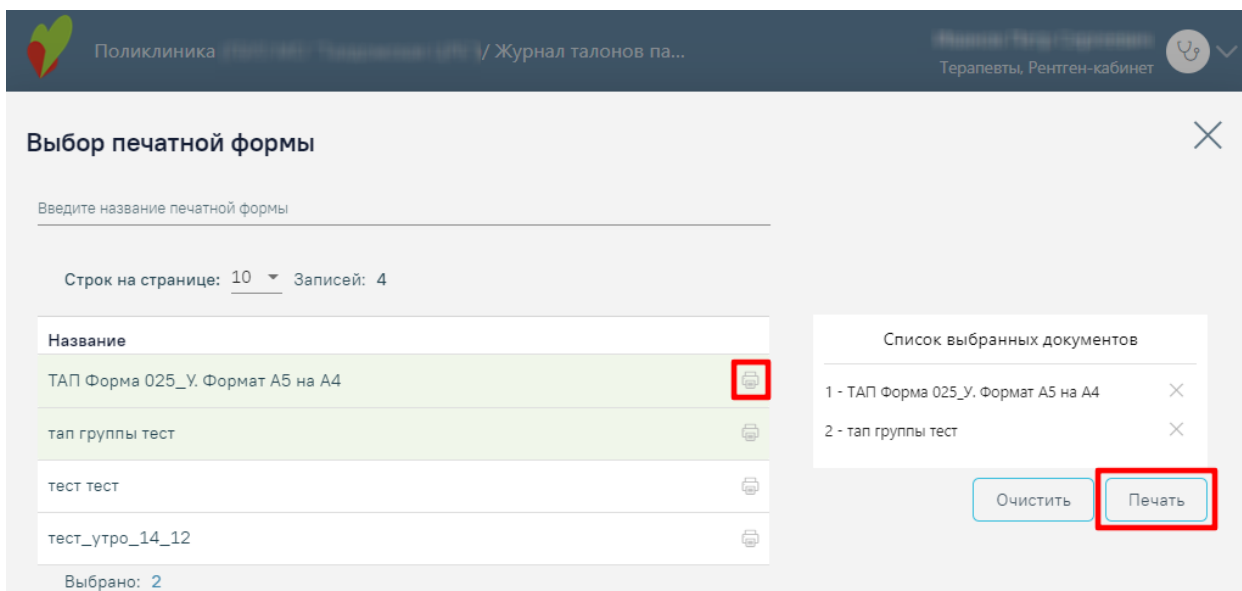 Поликлиника / Журнал талонов па...
Терапевты, Рентген-кабинет
Выбор печатной формы
Введите название печатной формы
Строк на странице: 10 Записей: 4
Название
ТАП Форма 025_У. Формат А5 на А4
тап группы тест
тест тест
тест_утро_14_12
Выбрано: 2
Список выбранных документов
1 - ТАП Форма 025_У. Формат А5 на А4
2 - тап группы тест
Очистить
Печать